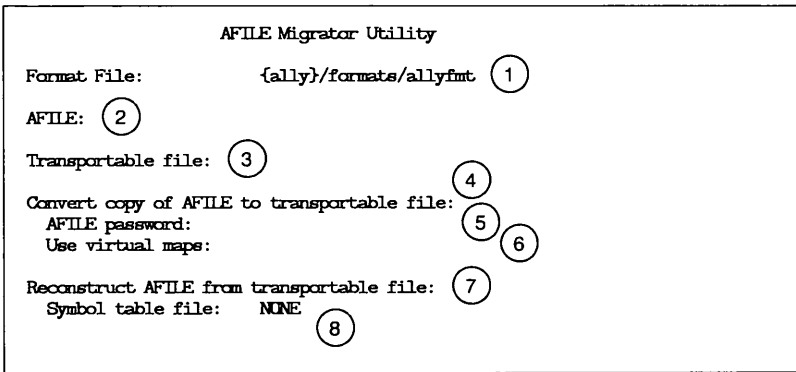 AFILE Migrator Utility
Format File: {ally}/formats/allyfmt 1
AFILE: 2
Transportable file: 3
4
Convert copy of AFILE to transportable file:
AFILE password: 5
Use virtual maps: 6
Reconstruct AFILE from transportable file: 7
Symbol table file: NONE
8